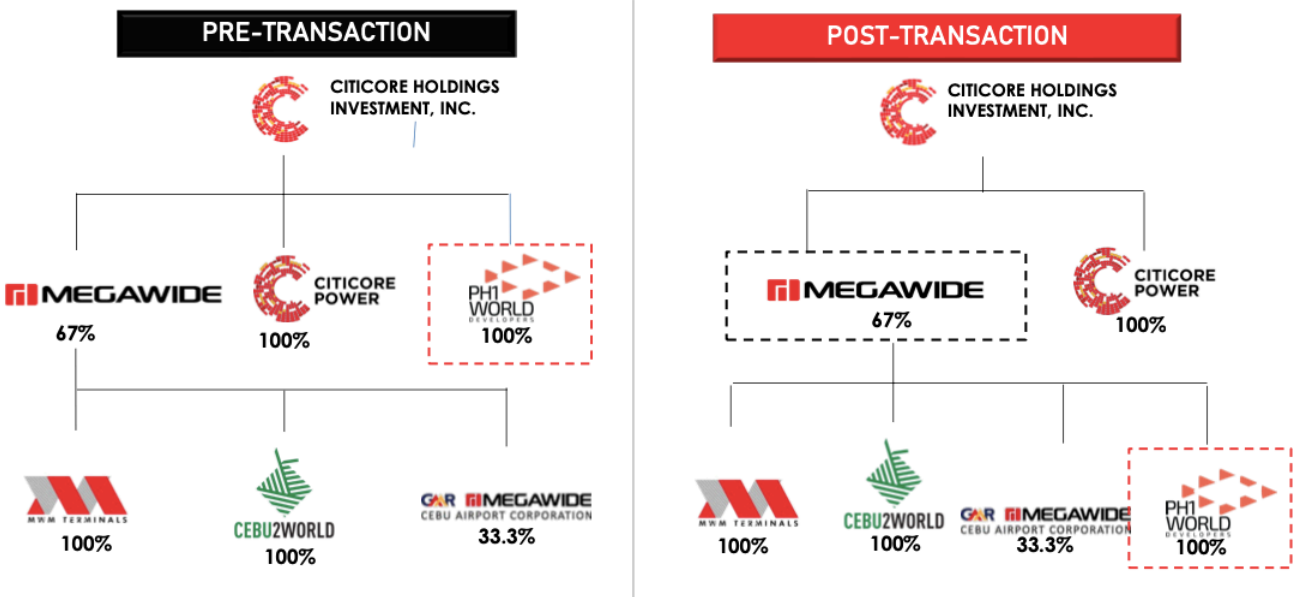 PRE-TRANSACTION
CITICORE HOLDINGS
INVESTMENT, INC.
MEGAWIDE
67%
CITICORE
POWER
100%
PH1
WORLD
DEVELOPERS
100%
MWM TERMINALS
100%
CEBU2WORLD
100%
GMR MEGAWIDE
CEBU AIRPORT CORPORATION
33.3%
POST-TRANSACTION
CITICORE HOLDINGS
INVESTMENT, INC.
MEGAWIDE
67%
CITICORE
POWER
100%
MWM TERMINALS
100%
CEBU2WORLD
100%
GMR MEGAWIDE
CEBU AIRPORT CORPORATION
33.3%
PH1
WORLD
DEVELOPERS
100%